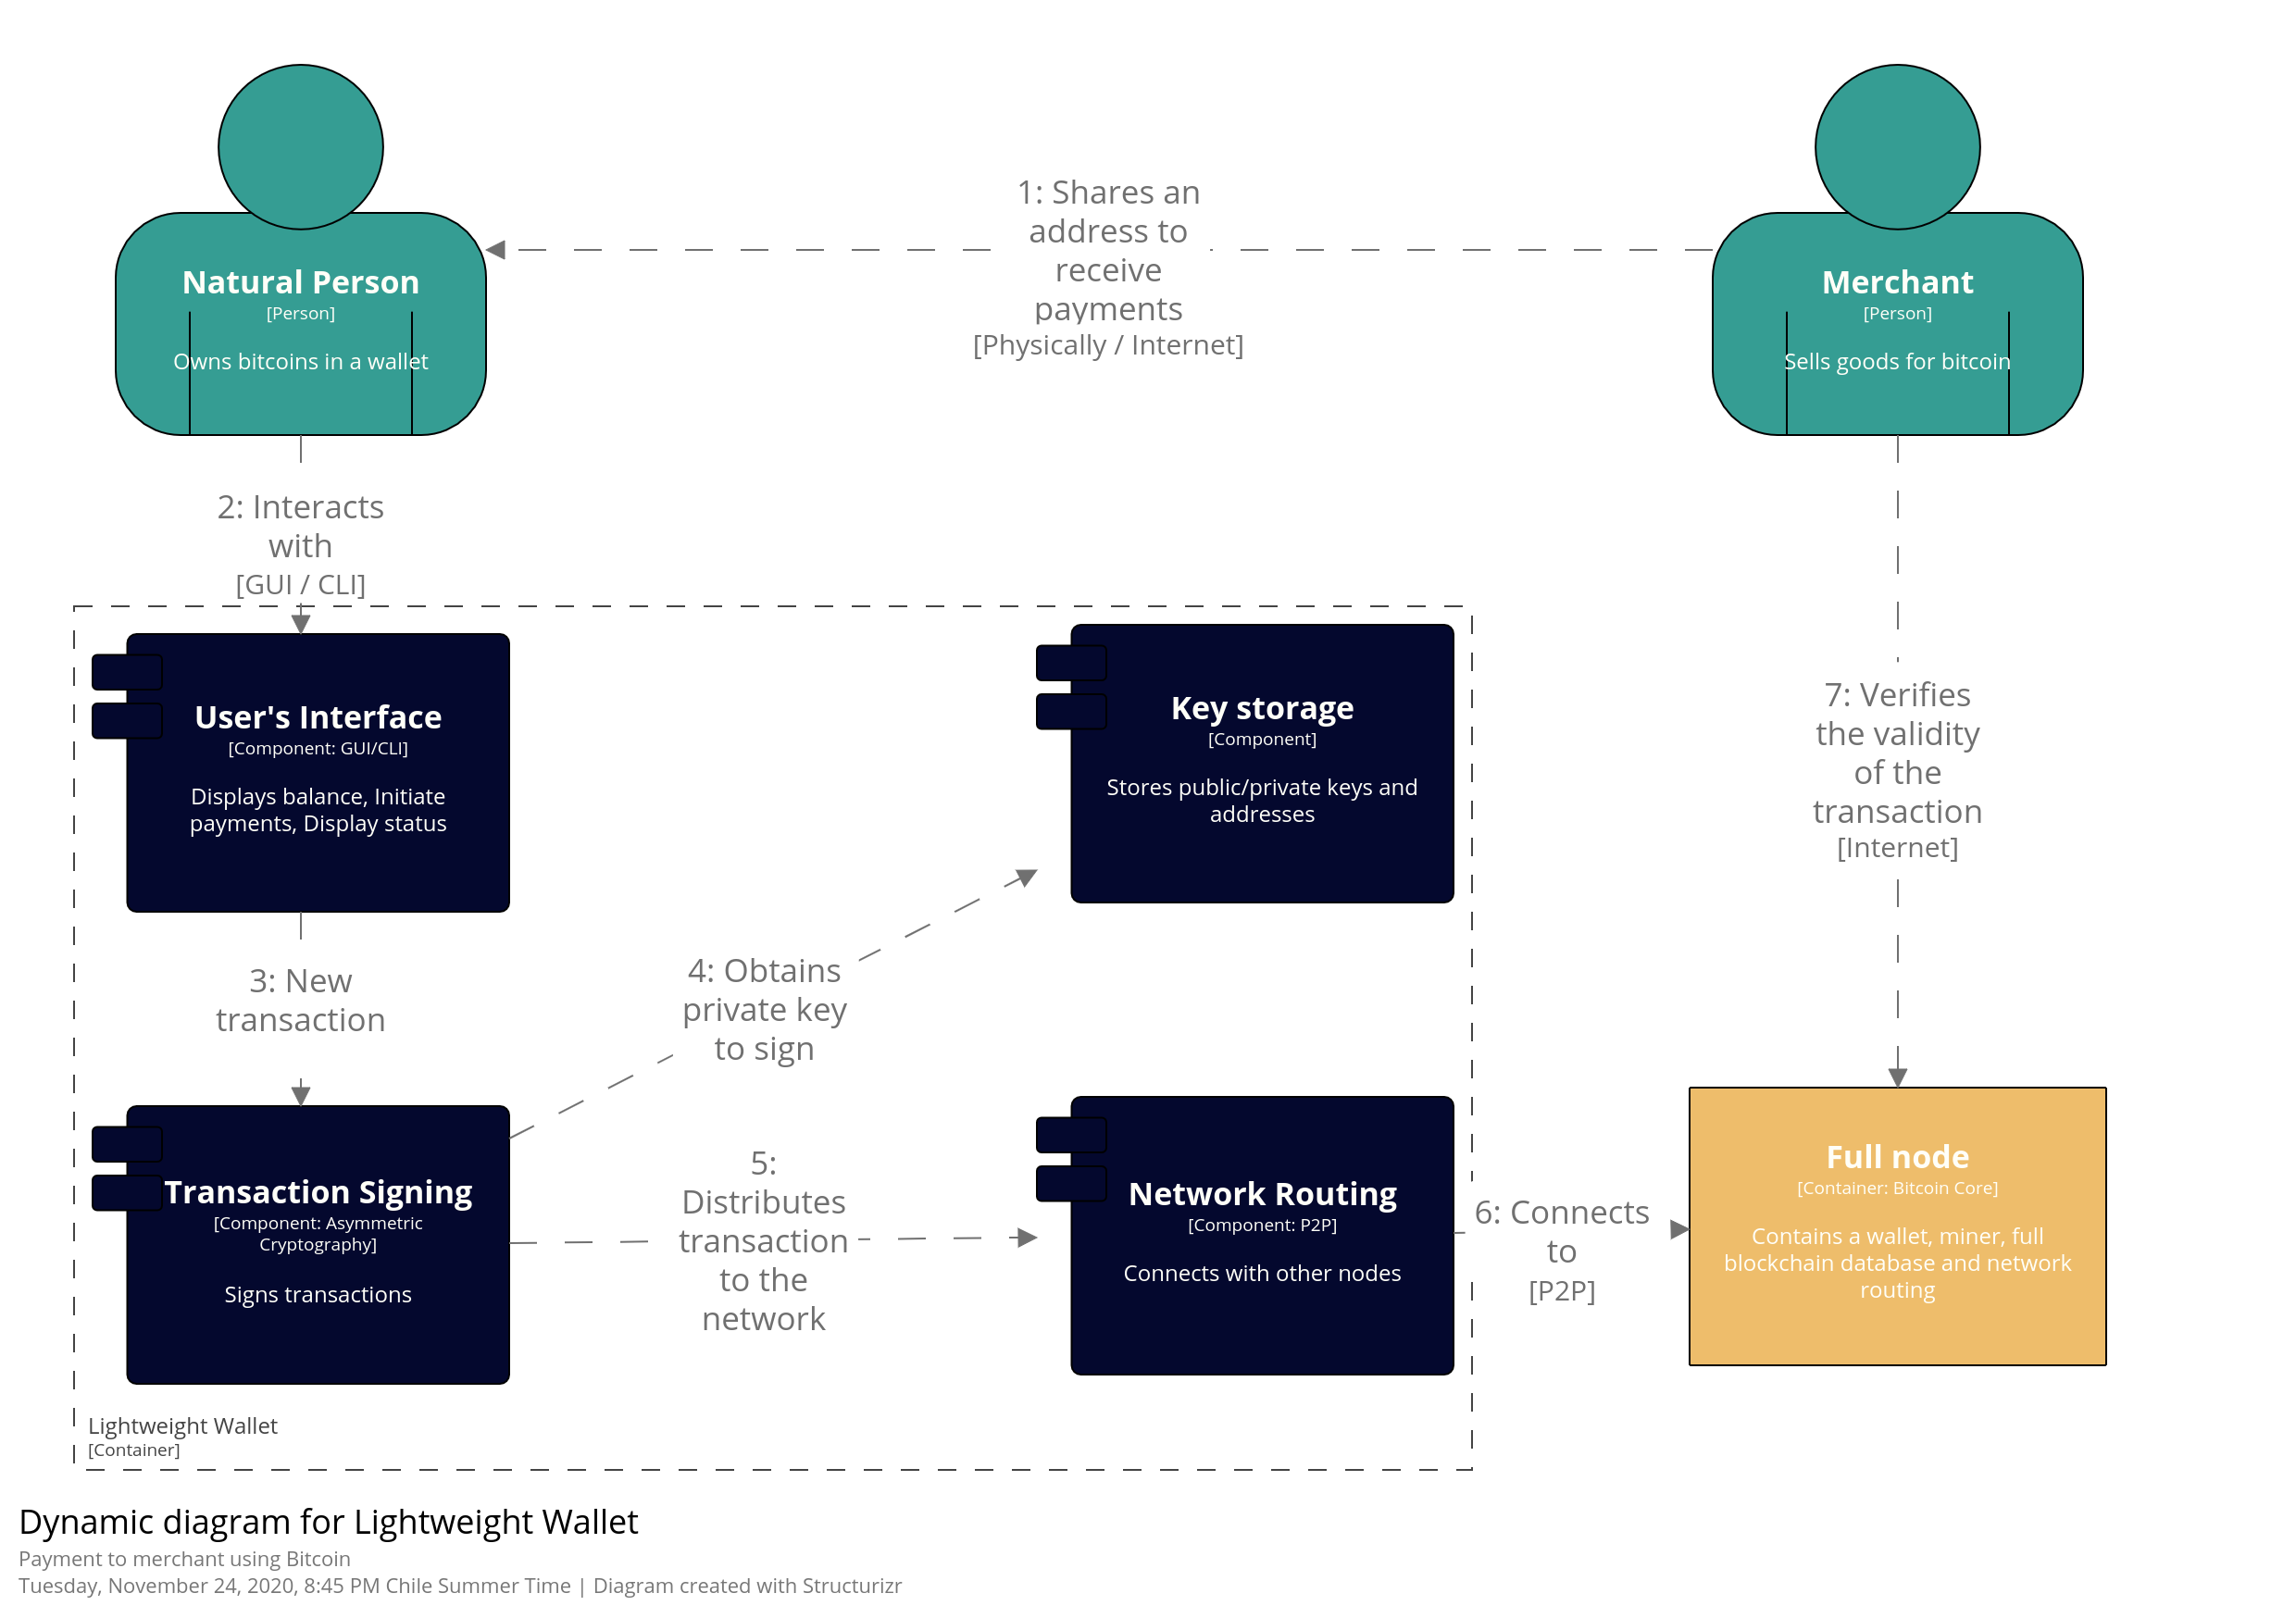 1: Shares an
address to
receive
payments
[Physically / Internet]
Natural Person
[Person]
Owns bitcoins in a wallet
Merchant
[Person]
Sells goods for bitcoin
2: Interacts
with
[GUI / CLI]
User's Interface
[Component: GUI/CLI]
Displays balance, Initiate
payments, Display status
Key storage
[Component]
Stores public/private keys and
addresses
7: Verifies
the validity
of the
transaction
[Internet]
3: New
transaction
4: Obtains
private key
to sign
Transaction Signing
[Component: Asymmetric
Cryptography]
Signs transactions
5:
Distributes
transaction
to the
network
Network Routing
[Component: P2P]
Connects with other nodes
6: Connects
to
[P2P]
Full node
[Container: Bitcoin Core]
Contains a wallet, miner, full
blockchain database and network
routing
Lightweight Wallet
[Container]
Dynamic diagram for Lightweight Wallet
Payment to merchant using Bitcoin
Tuesday, November 24, 2020, 8:45 PM Chile Summer Time | Diagram created with Structurizr